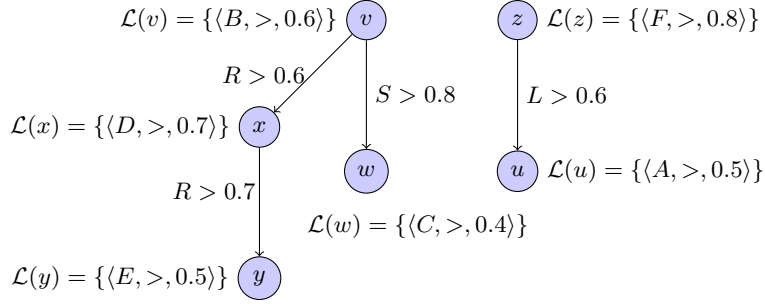 L(v) = {⟨B, >, 0.6⟩} v z L(z) = {⟨F, >, 0.8⟩}
R > 0.6 S > 0.8 L > 0.6
L(x) = {⟨D, >, 0.7⟩} x
w u L(u) = {⟨A, >, 0.5⟩}
R > 0.7
L(w) = {⟨C, >, 0.4⟩}
L(y) = {⟨E, >, 0.5⟩} y